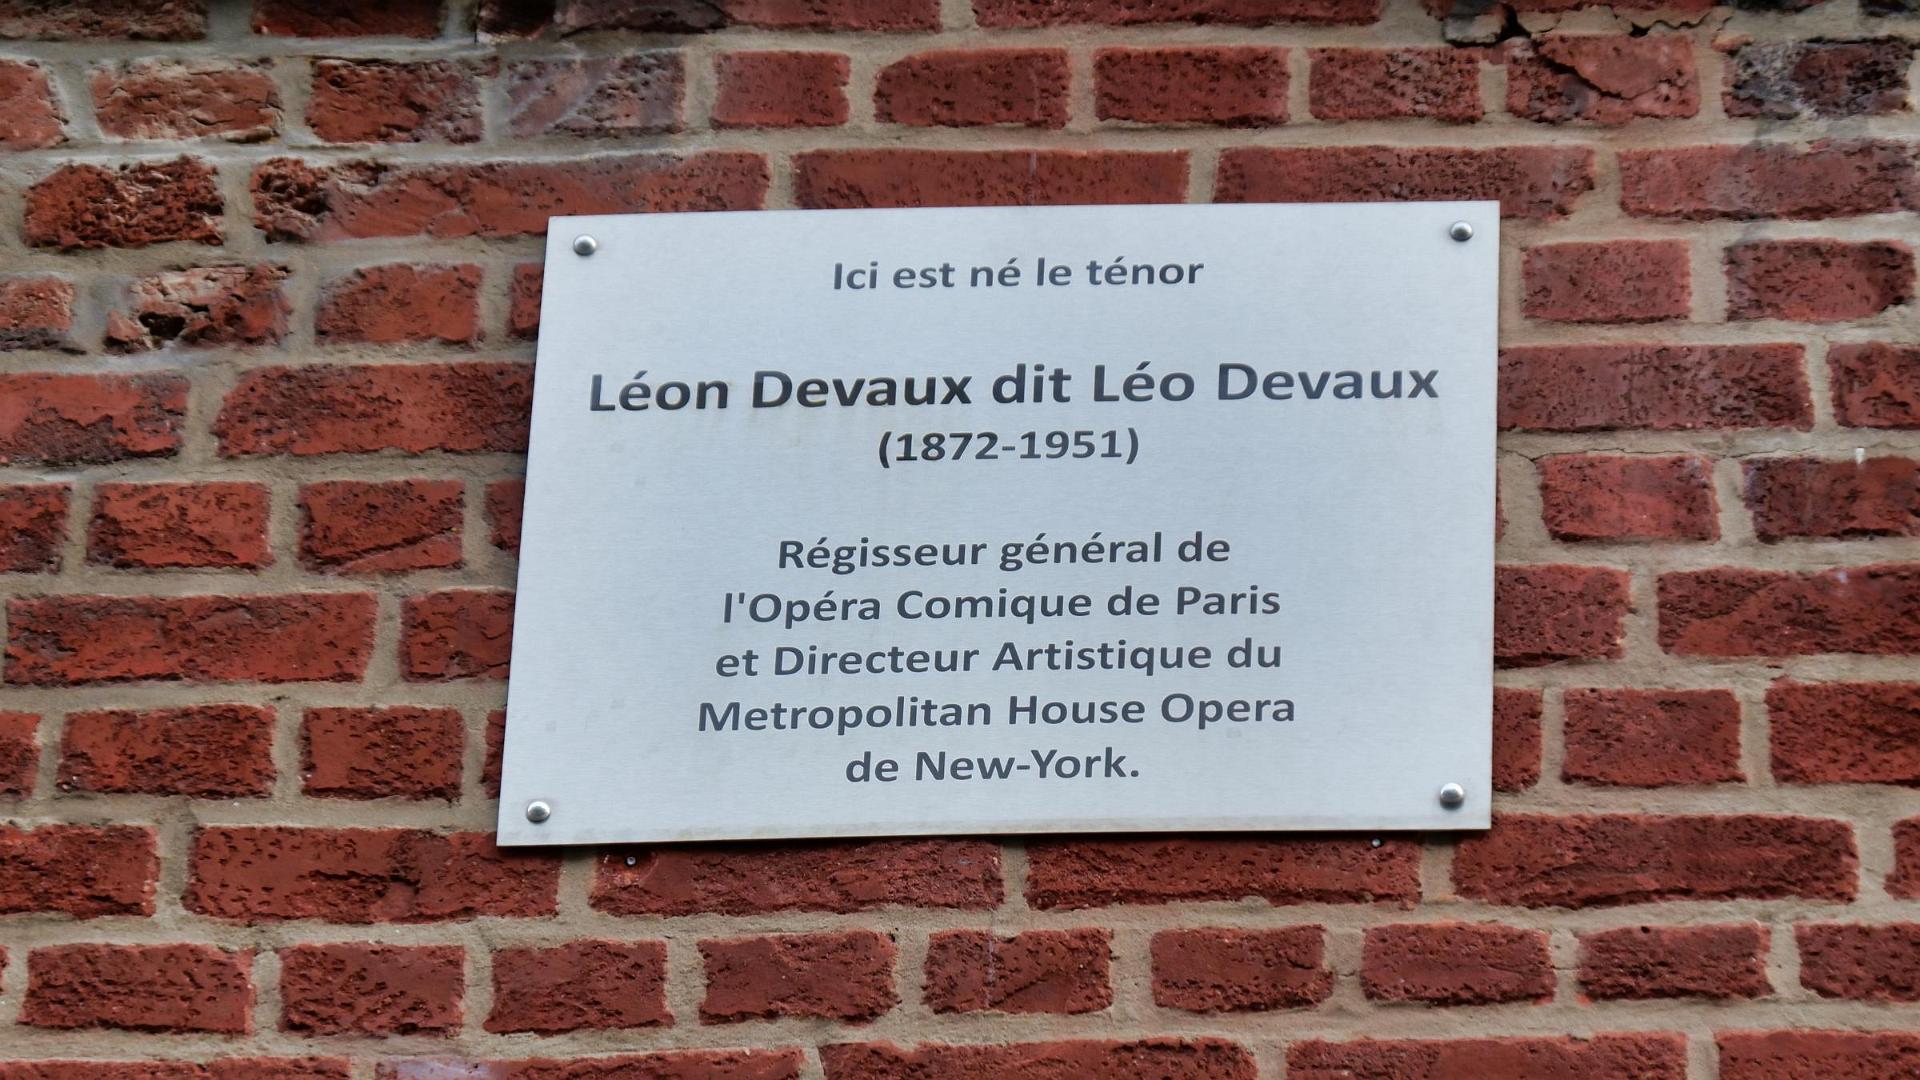 Ici est né le ténor
Léon Devaux dit Léo Devaux
(1872-1951)
Régisseur général de
l'Opéra Comique de Paris
et Directeur Artistique du
Metropolitan House Opera
de New-York.